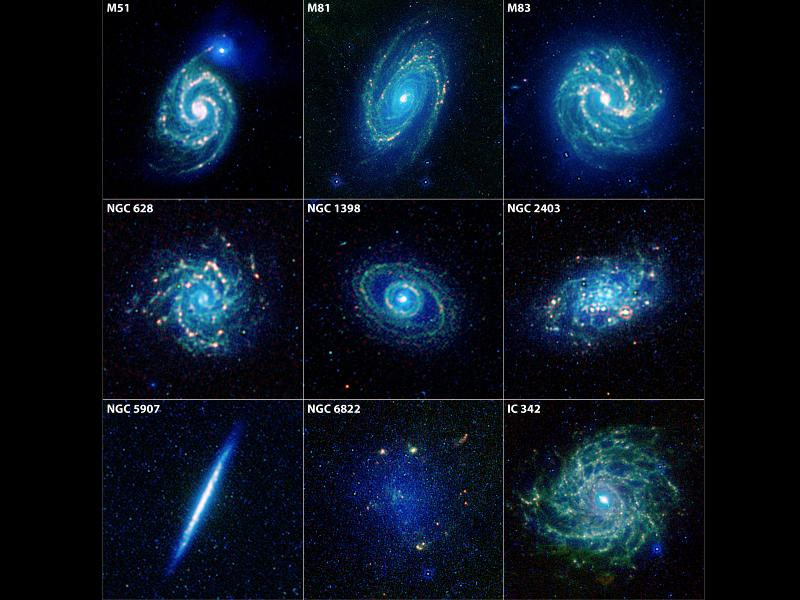 M51
M81
M83
NGC 628
NGC 1398
NGC 2403
NGC 5907
NGC 6822
IC 342